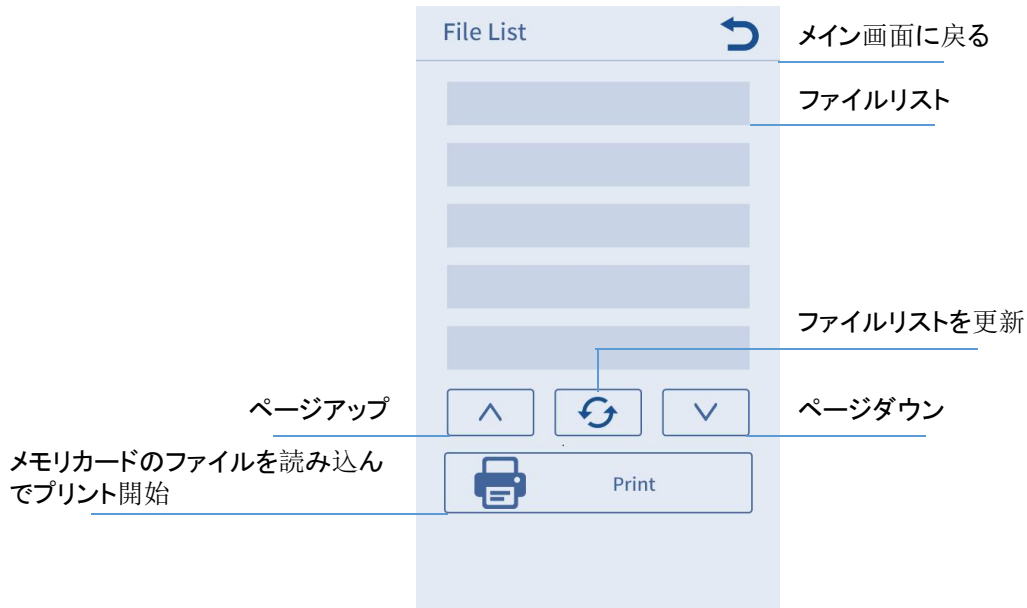 File List
メイン画面に戻る
ファイルリスト
ファイルリストを更新
ページアップ
ページダウン
メモリカードのファイルを読み込ん
でプリント開始
Print